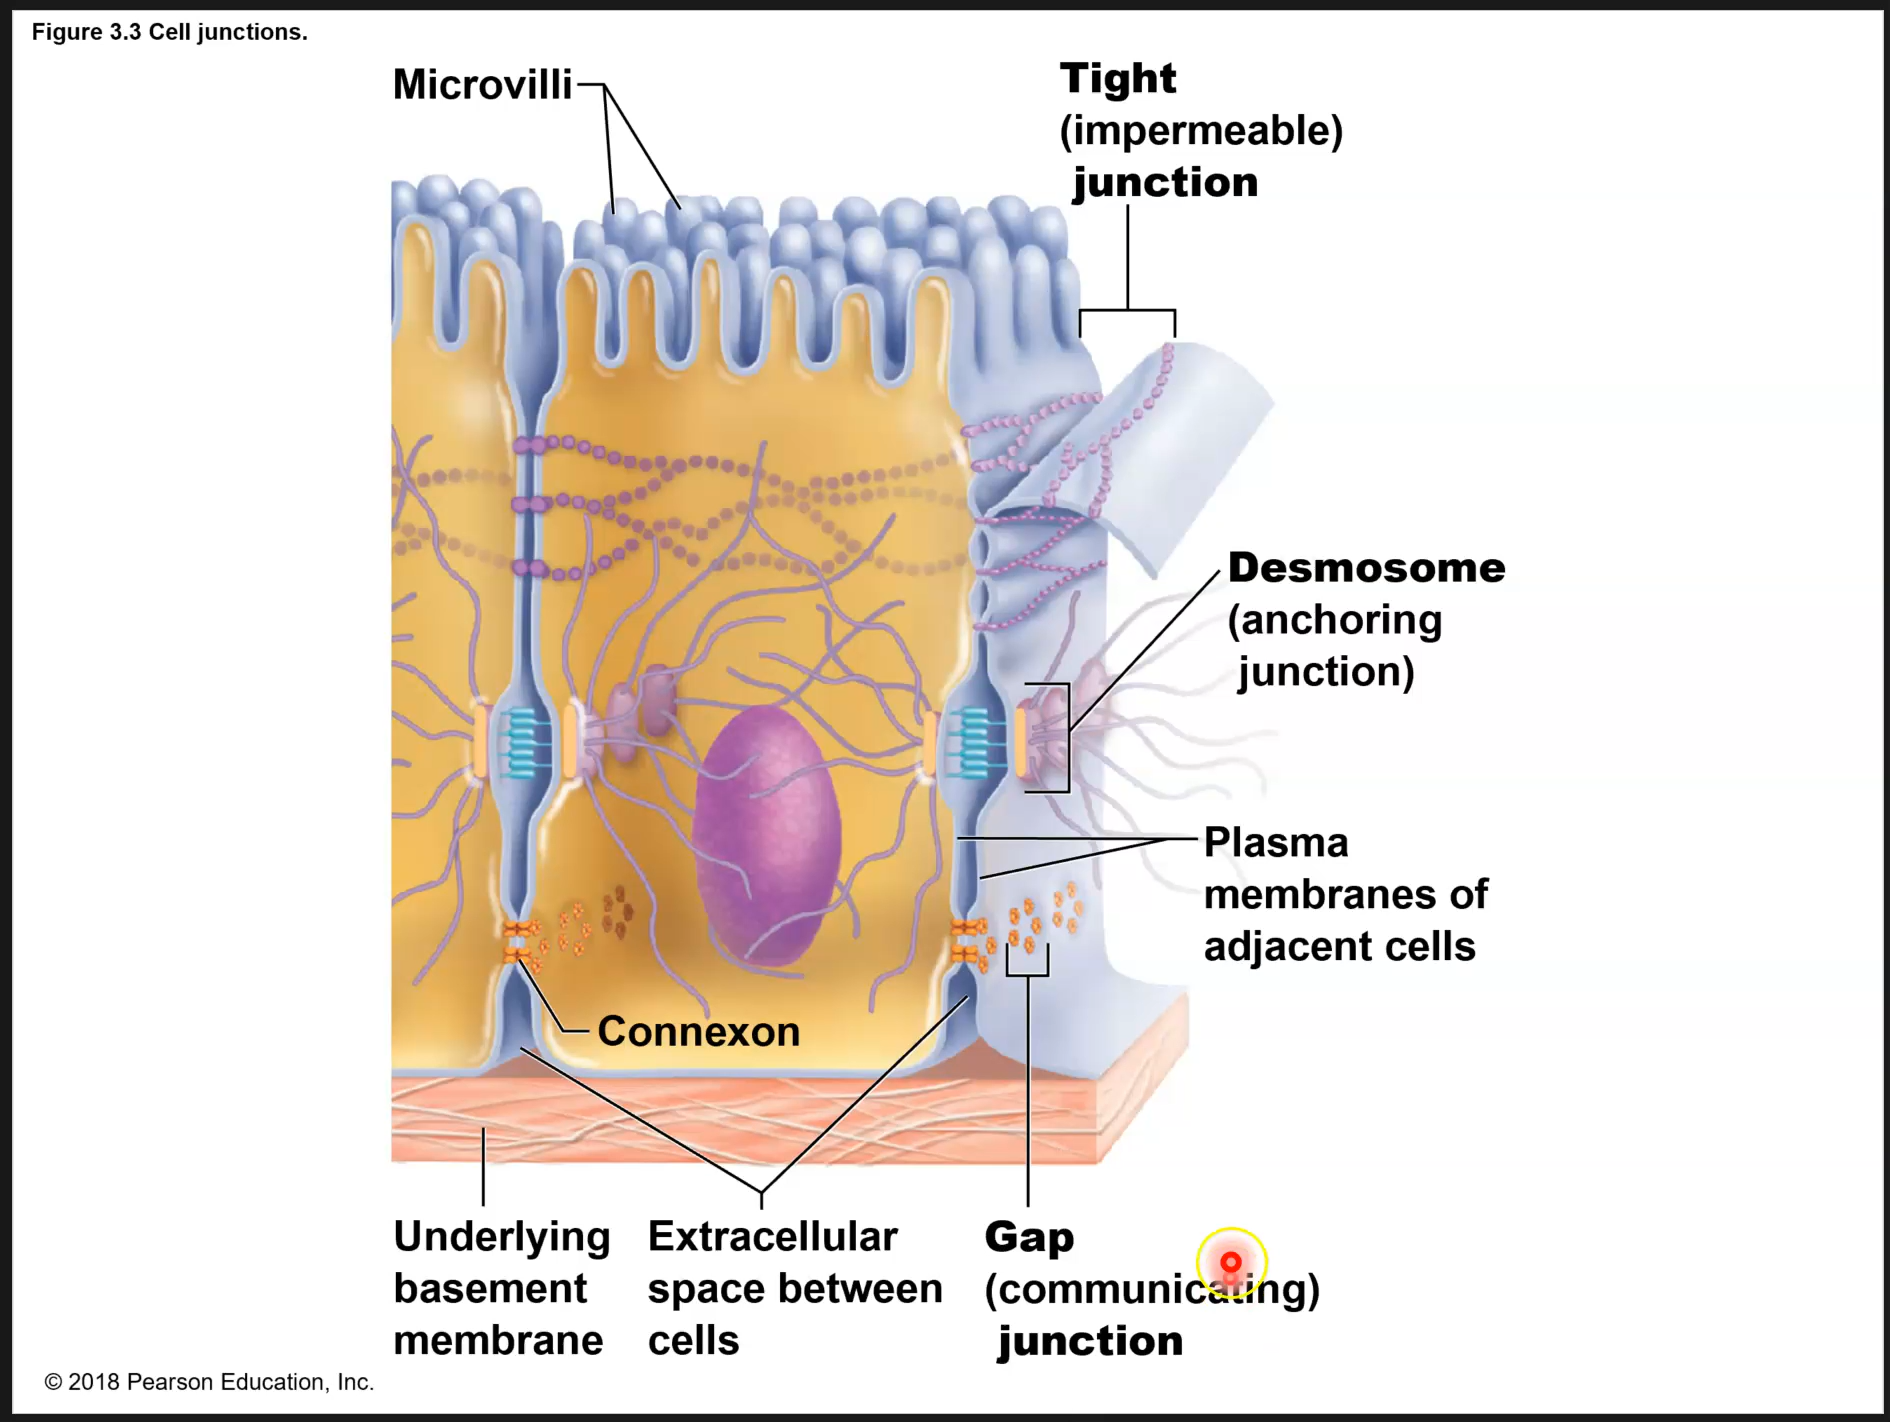 Figure 3.3 Cell junctions.
Microvilli
Tight
(impermeable)
junction
Desmosome
(anchoring
junction)
Plasma
membranes of
adjacent cells
Connexon
Underlying
basement
membrane
Extracellular
space between
cells
Gap
(communicating)
junction
© 2018 Pearson Education, Inc.